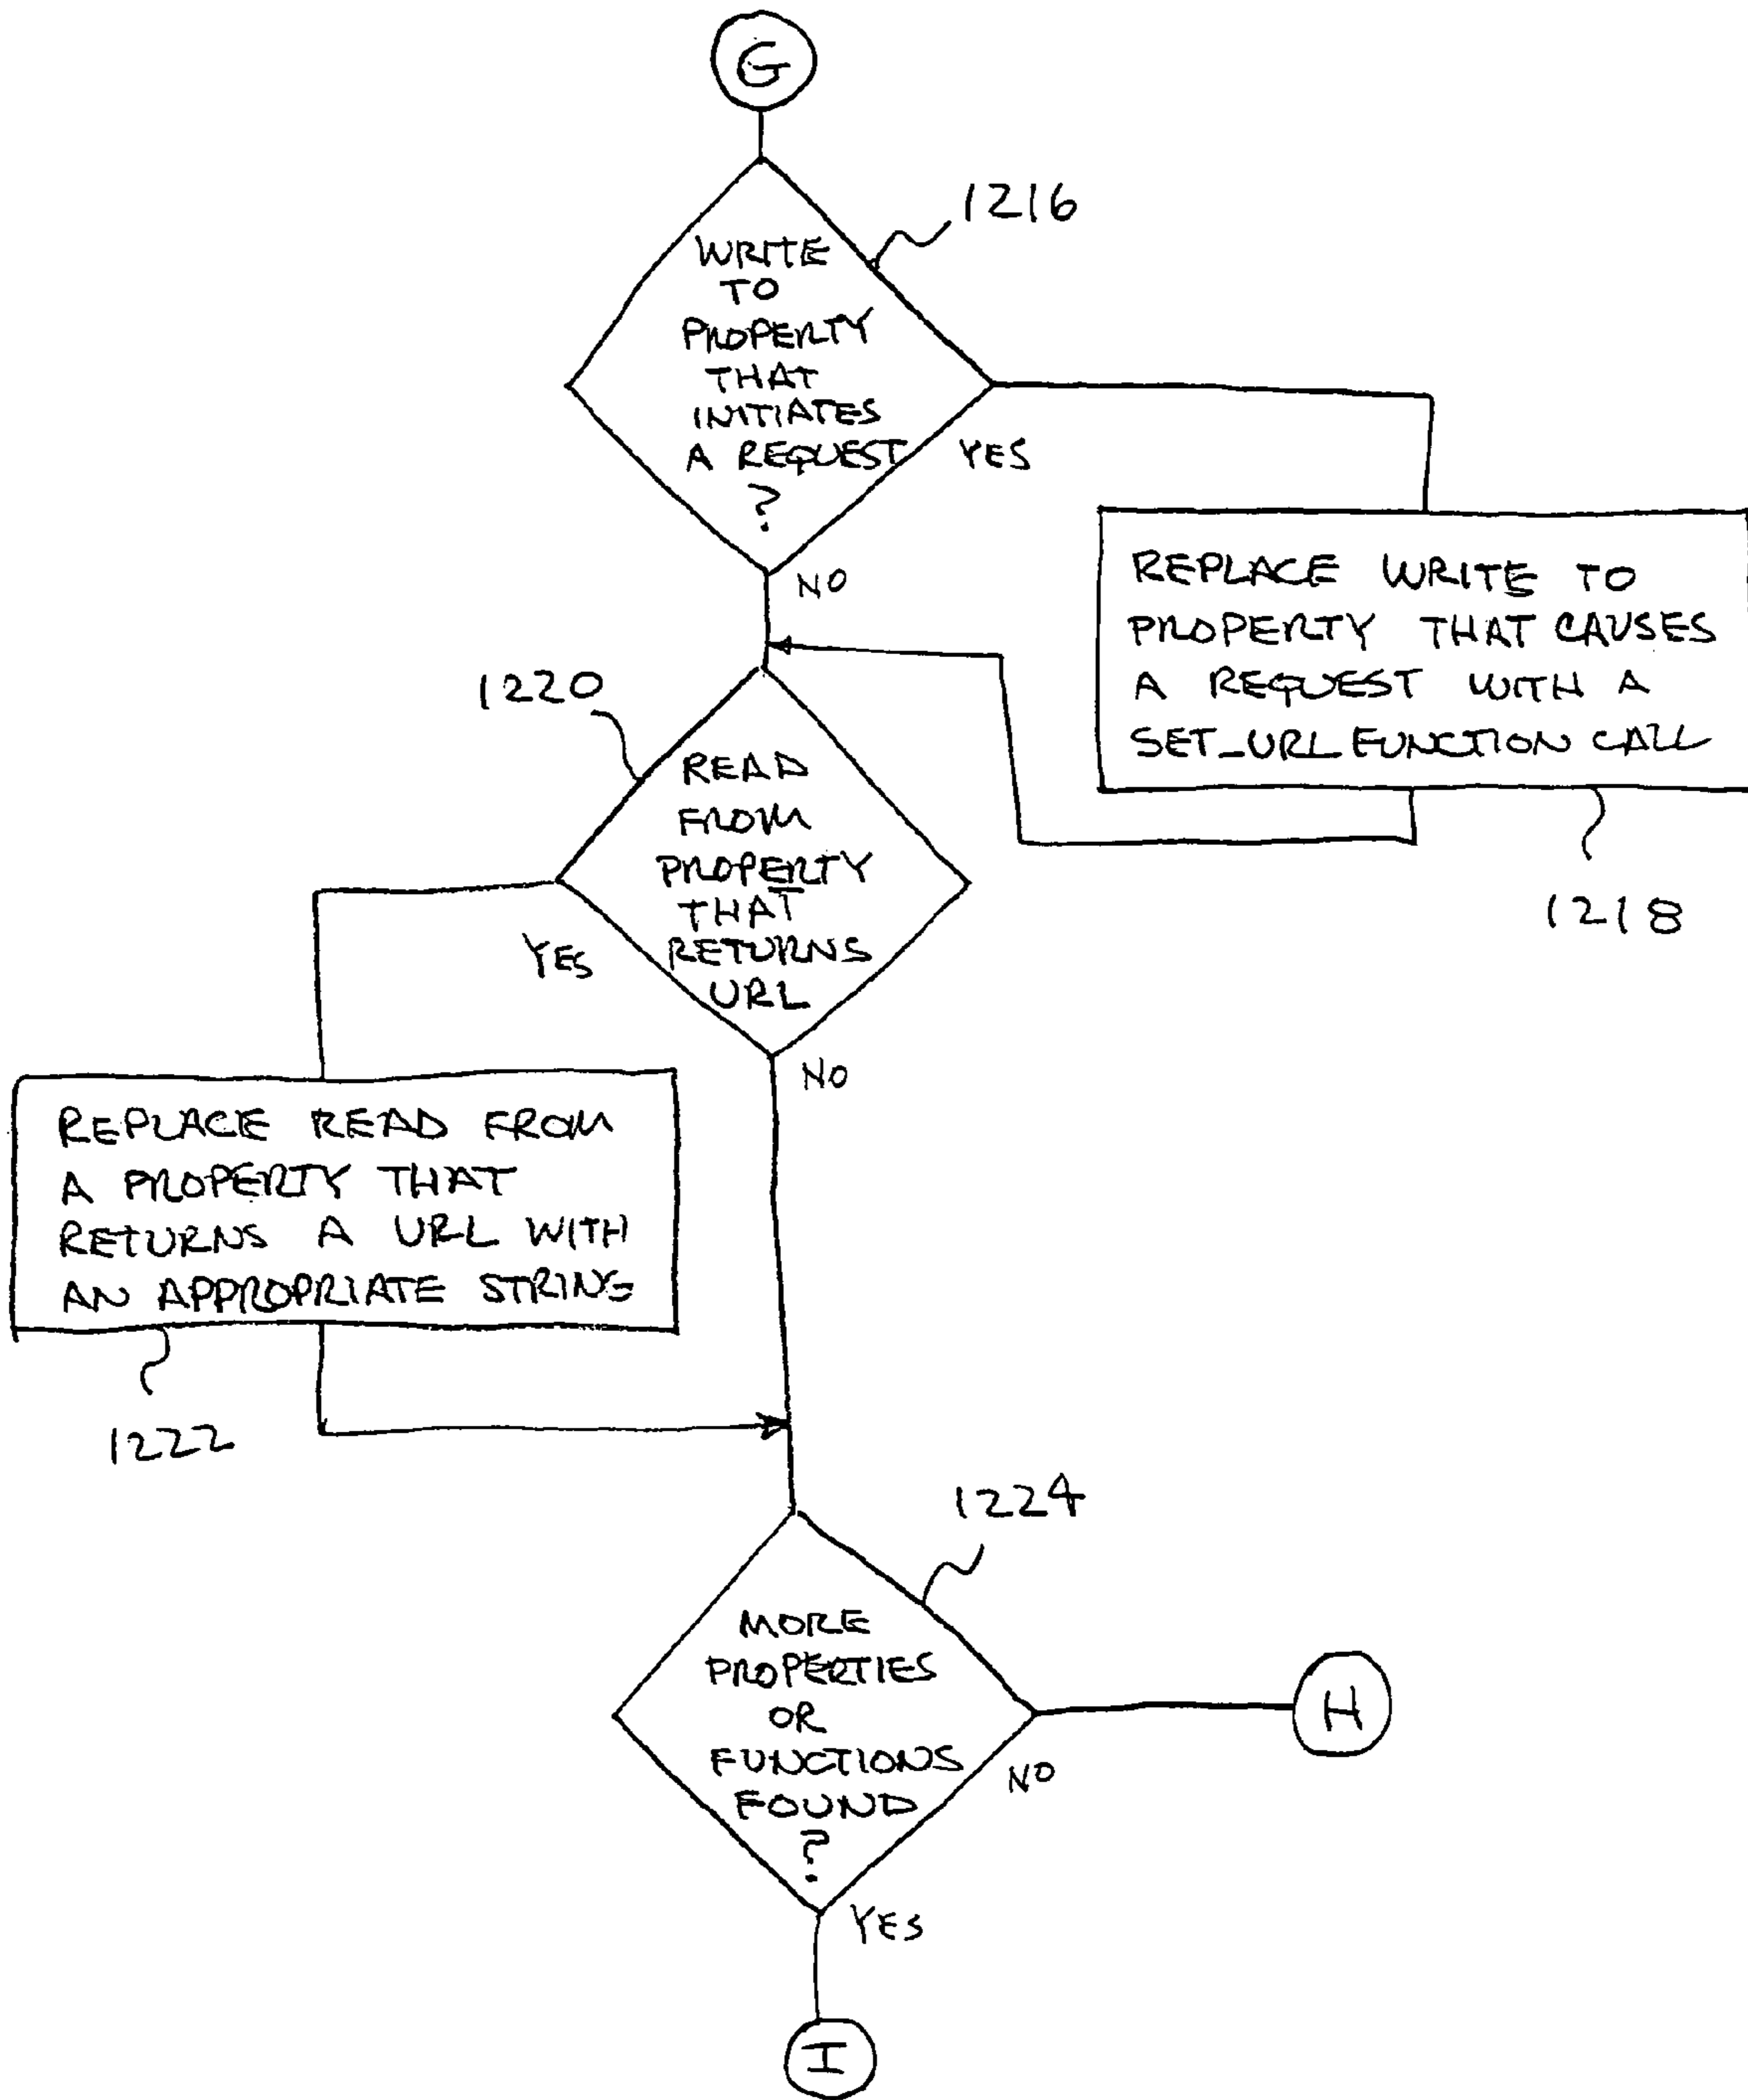 G
1216
WRITE
TO
PROPERTY
THAT
INITIATES
A REQUEST
?
YES
NO
REPLACE WRITE TO
PROPERTY THAT CAUSES
A REQUEST WITH A
SET_URL FUNCTION CALL
1218
1220
READ
FROM
PROPERTY
THAT
RETURNS
URL
YES
NO
REPLACE READ FROM
A PROPERTY THAT
RETURNS A URL WITH
AN APPROPRIATE STRING
1222
1224
MORE
PROPERTIES
OR
FUNCTIONS
FOUND
?
NO
H
YES
I